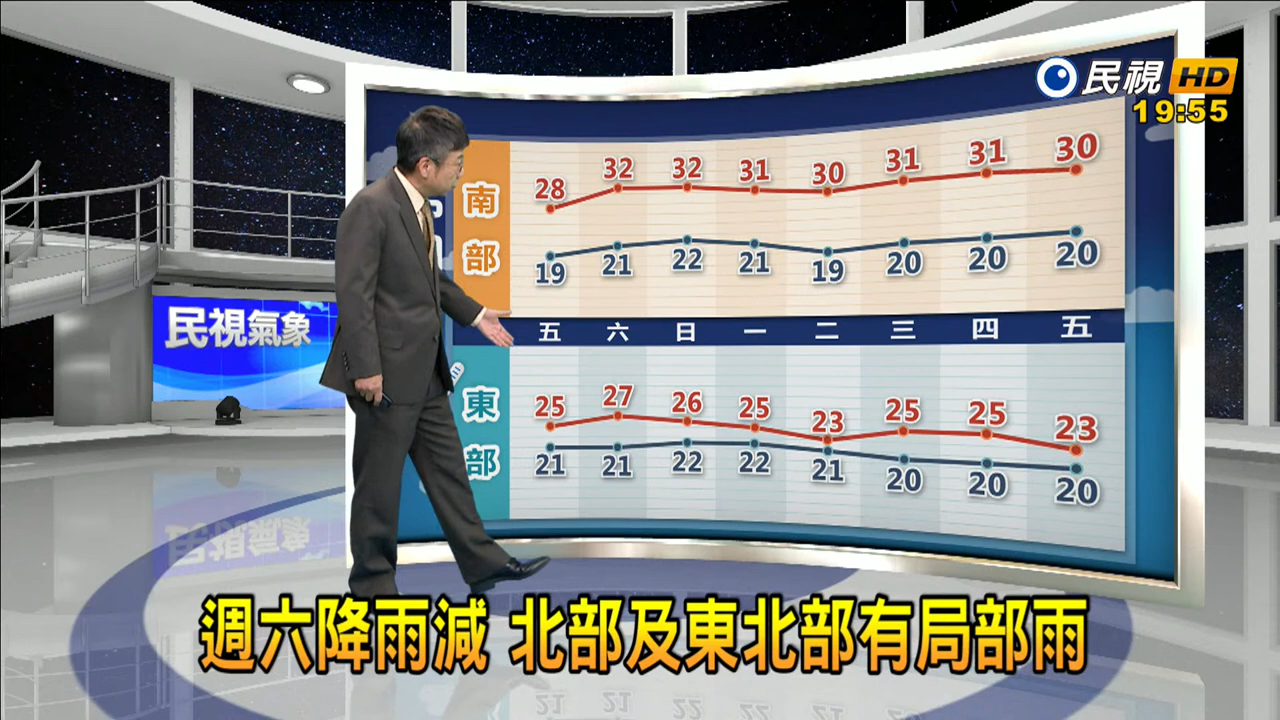 民視 HD
19:55
民視氣象
南部
28 32 32 31 30 31 31 30
19 21 22 21 19 20 20 20
五 六 日 一 二 三 四 五
東部
25 27 26 25 23 25 25 23
21 21 22 22 21 20 20 20
週六降雨減 北部及東北部有局部雨